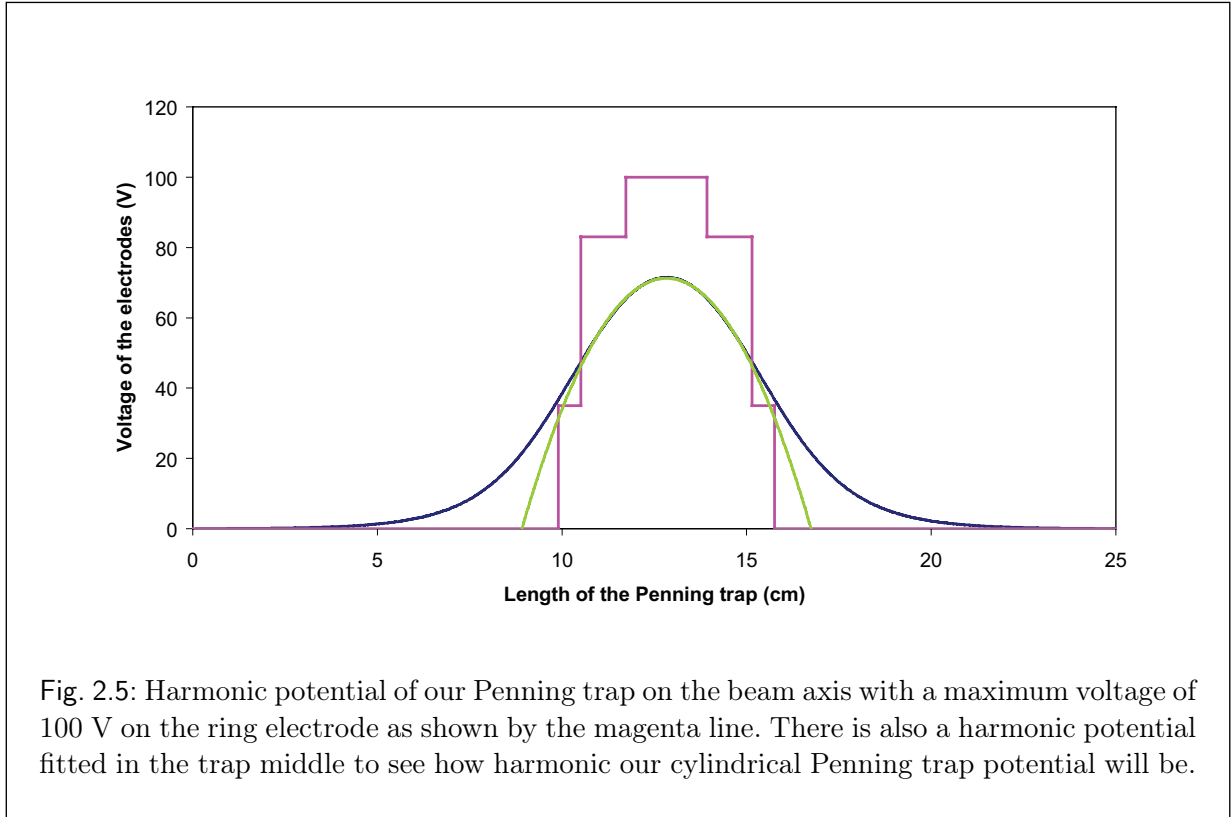 120
100
80
60
40
20
0
Voltage of the electrodes (V)
0 5 10 15 20 25
Length of the Penning trap (cm)
Fig. 2.5: Harmonic potential of our Penning trap on the beam axis with a maximum voltage of
100 V on the ring electrode as shown by the magenta line. There is also a harmonic potential
fitted in the trap middle to see how harmonic our cylindrical Penning trap potential will be.